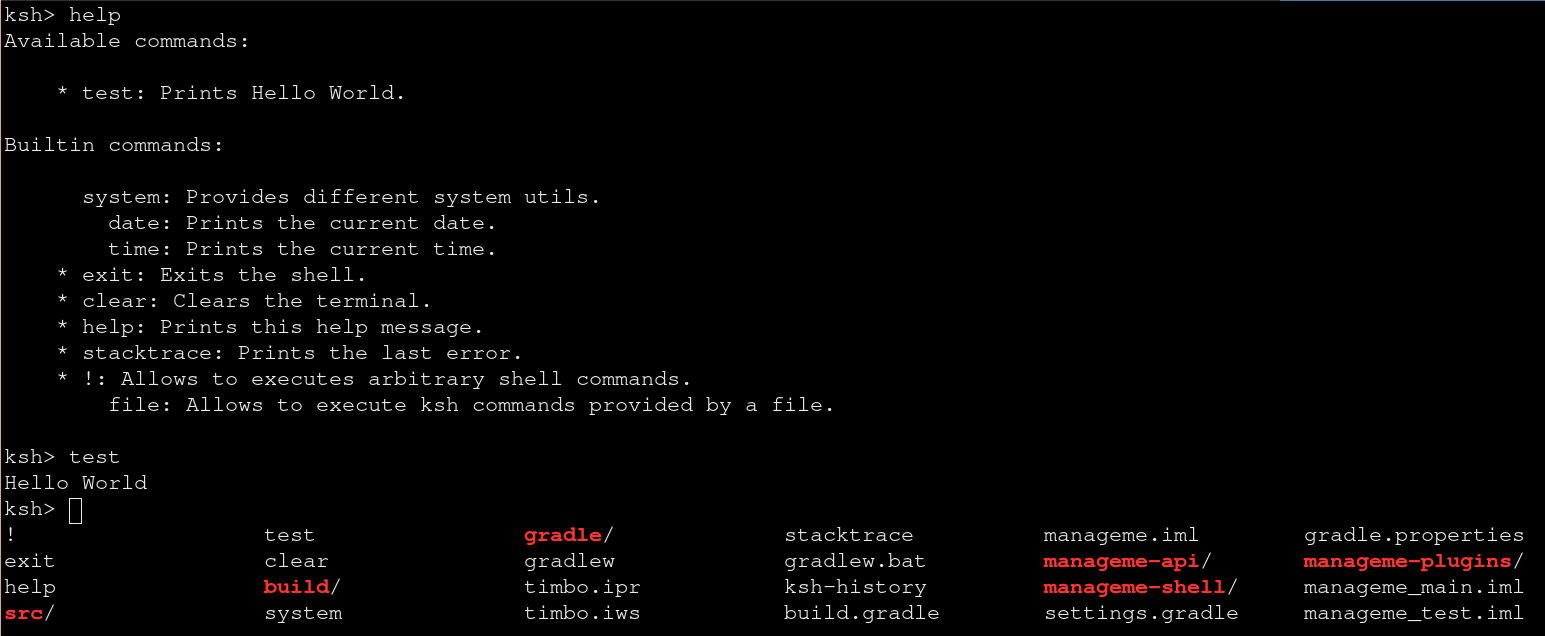 ksh> help
Available commands:
* test: Prints Hello World.
Builtin commands:
system: Provides different system utils.
date: Prints the current date.
time: Prints the current time.
* exit: Exits the shell.
* clear: Clears the terminal.
* help: Prints this help message.
* stacktrace: Prints the last error.
* !: Allows to executes arbitrary shell commands.
file: Allows to execute ksh commands provided by a file.
ksh> test
Hello World
ksh>
! test gradle/ stacktrace manageme.iml gradle.properties
exit clear gradlew gradlew.bat manageme-api/ manageme-plugins/
help build/ timbo.ipr ksh-history manageme-shell/ manageme_main.iml
src/ system timbo.iws build.gradle settings.gradle manageme_test.iml